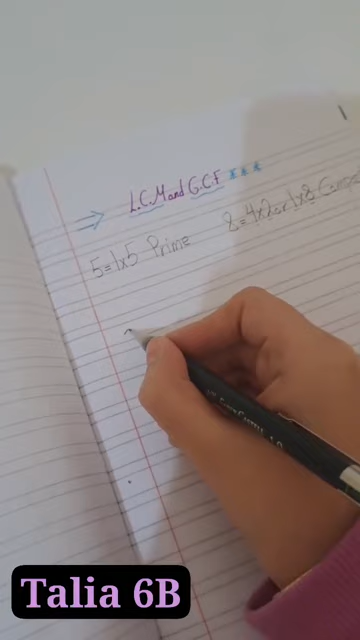 L.C.M and G.C.F ***
5=1x5 Prime 8=4x2 or 1x8
Talia 6B